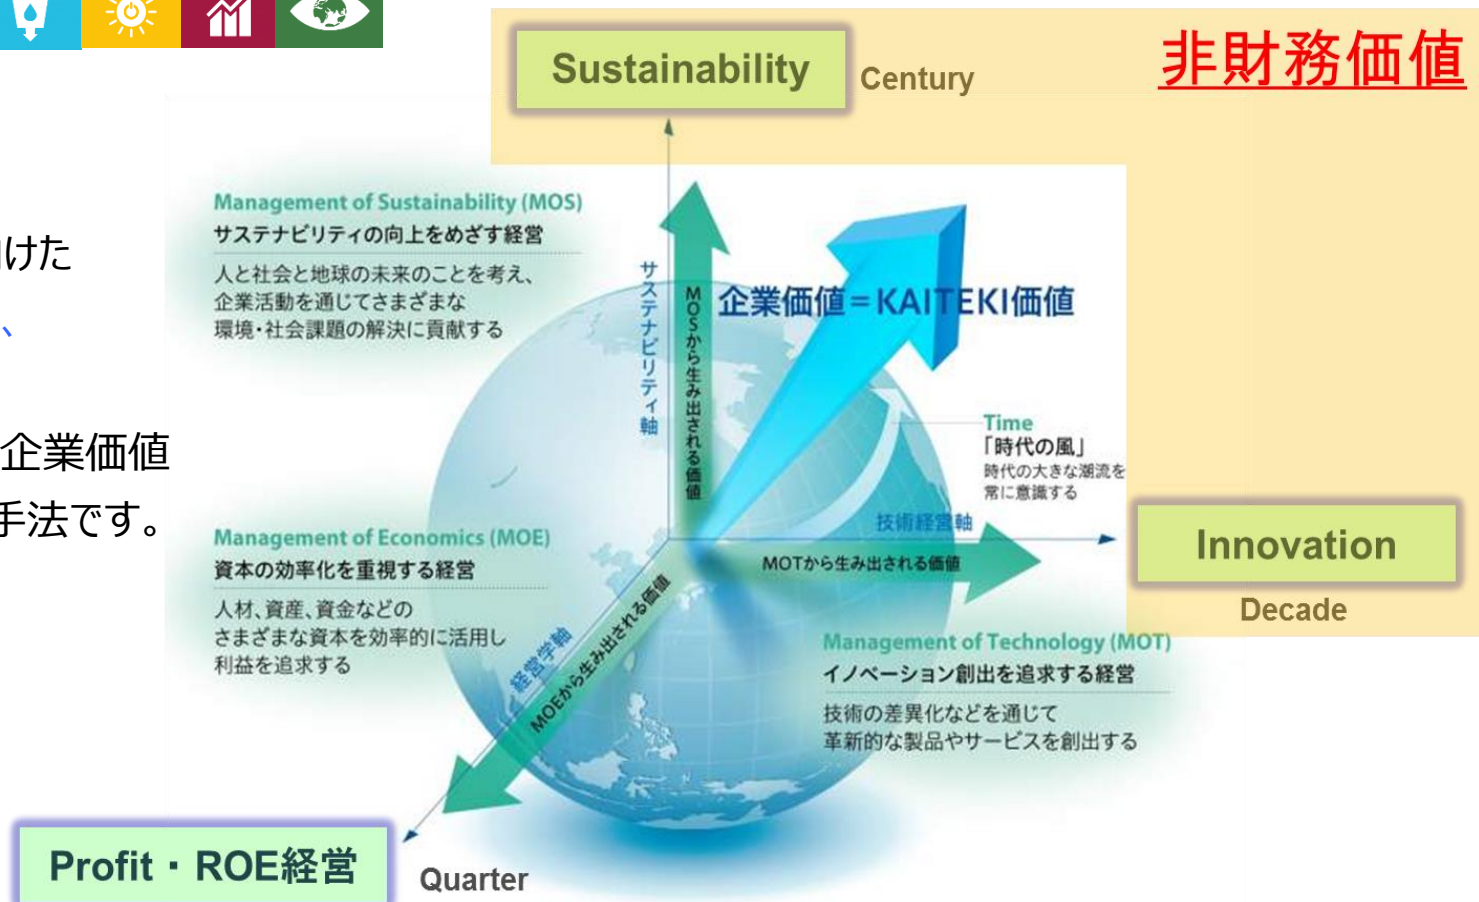 Sustainability
Century
非財務価値
Management of Sustainability (MOS)
サステナビリティの向上をめざす経営
人と社会と地球の未来のことを考え、
企業活動を通じてさまざまな
環境・社会課題の解決に貢献する
けた
、
企業価値
手法です。
サステナビリティ軸
MOSから生み出される価値
企業価値=KAITEKI価値
Time
「時代の風」
時代の大きな潮流を
常に意識する
技術経営軸
MOTから生み出される価値
Innovation
Decade
Management of Economics (MOE)
資本の効率化を重視する経営
人材、資産、資金などの
さまざまな資本を効率的に活用し
利益を追求する
経営学軸
MOEから生み出される価値
Management of Technology (MOT)
イノベーション創出を追求する経営
技術の差異化などを通じて
革新的な製品やサービスを創出する
Profit・ROE経営
Quarter